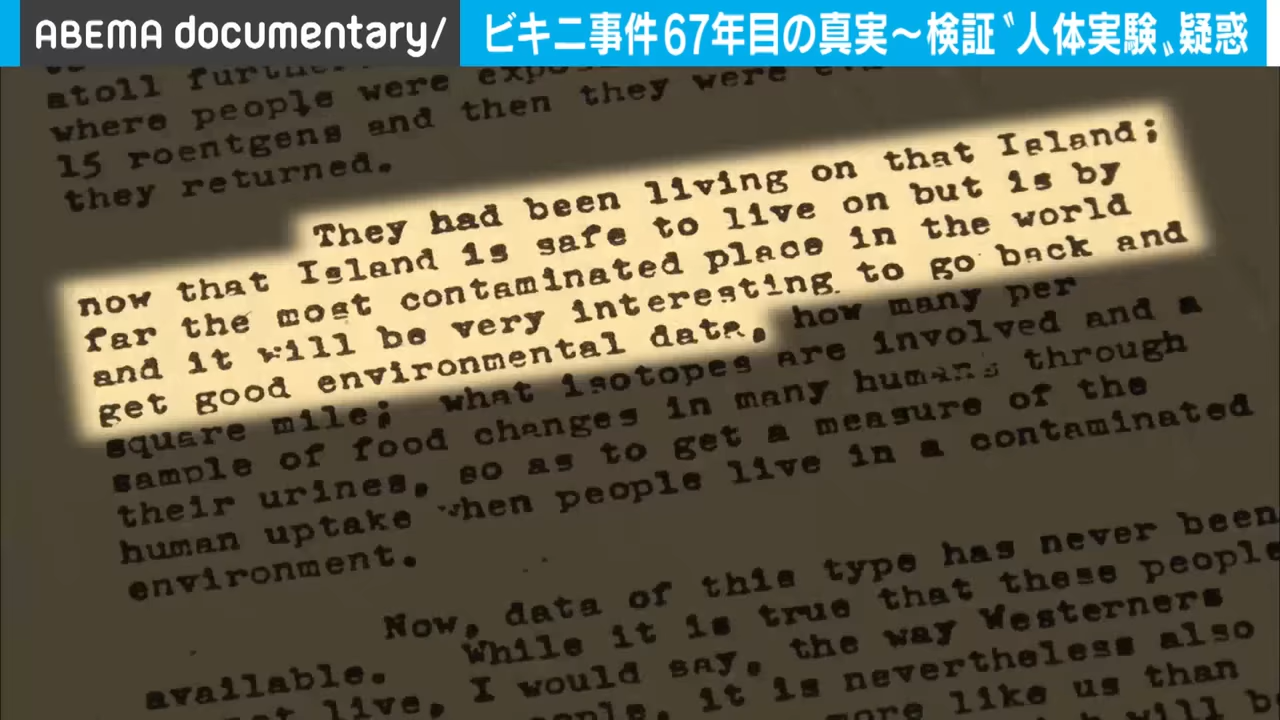 ABEMA documentary/
ビキニ事件67年目の真実〜検証〝人体実験〟疑惑
atoll further
where people were
15 roentgens and then they were
they returned.
They had been living on that Island;
now that Island is safe to live on but is by
far the most contaminated place in the world
and it will be very interesting to go back and
get good environmental data, how many per
square mile; what isotopes are involved and a
sample of food changes in many humans through
their urines, so as to get a measure of the
human uptake when people live in a contaminated
environment.
Now, data of this type has never been
available. While it is true that these people
live, I would say, the way Westerners
it is nevertheless also
more like us than